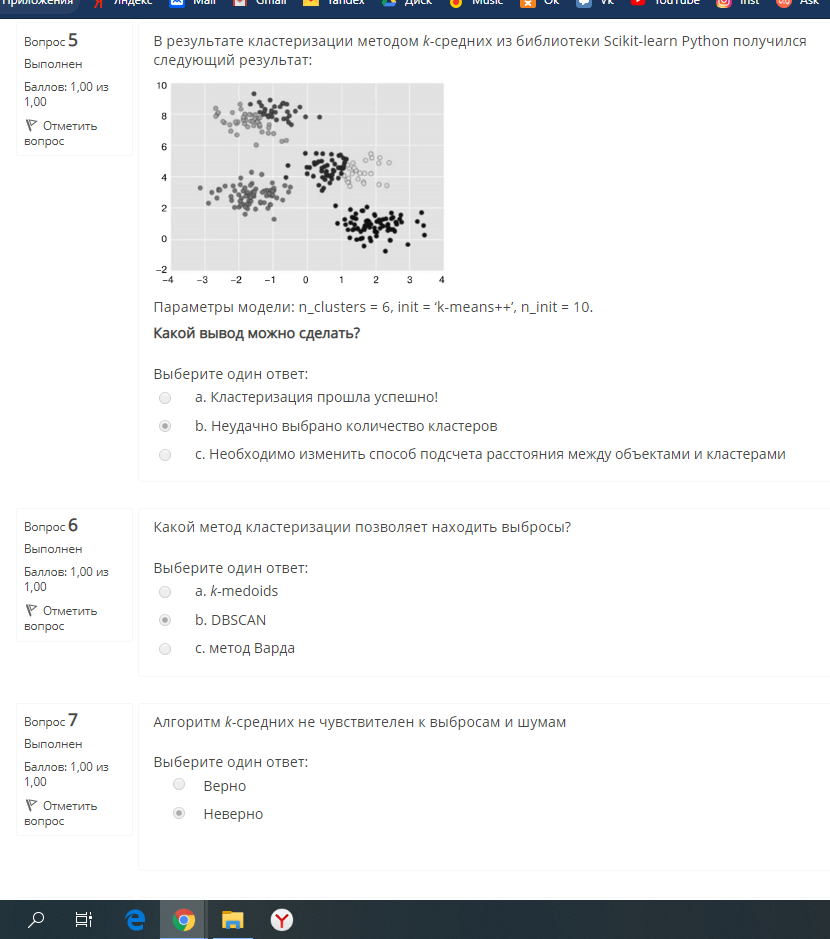 Приложения Яндекс Mail Gmail Yandex Диск Music Ok Vk YouTube Inst Ask
Вопрос 5
Выполнен
Баллов: 1,00 из
1,00
Отметить
вопрос
В результате кластеризации методом k-средних из библиотеки Scikit-learn Python получился
следующий результат:
10
8
6
4
2
0
−2
−4 −3 −2 −1 0 1 2 3 4
Параметры модели: n_clusters = 6, init = ‘k-means++’, n_init = 10.
Какой вывод можно сделать?
Выберите один ответ:
a. Кластеризация прошла успешно!
b. Неудачно выбрано количество кластеров
c. Необходимо изменить способ подсчета расстояния между объектами и кластерами
Вопрос 6
Выполнен
Баллов: 1,00 из
1,00
Отметить
вопрос
Какой метод кластеризации позволяет находить выбросы?
Выберите один ответ:
a. k-medoids
b. DBSCAN
c. метод Варда
Вопрос 7
Выполнен
Баллов: 1,00 из
1,00
Отметить
вопрос
Алгоритм k-средних не чувствителен к выбросам и шумам
Выберите один ответ:
Верно
Неверно